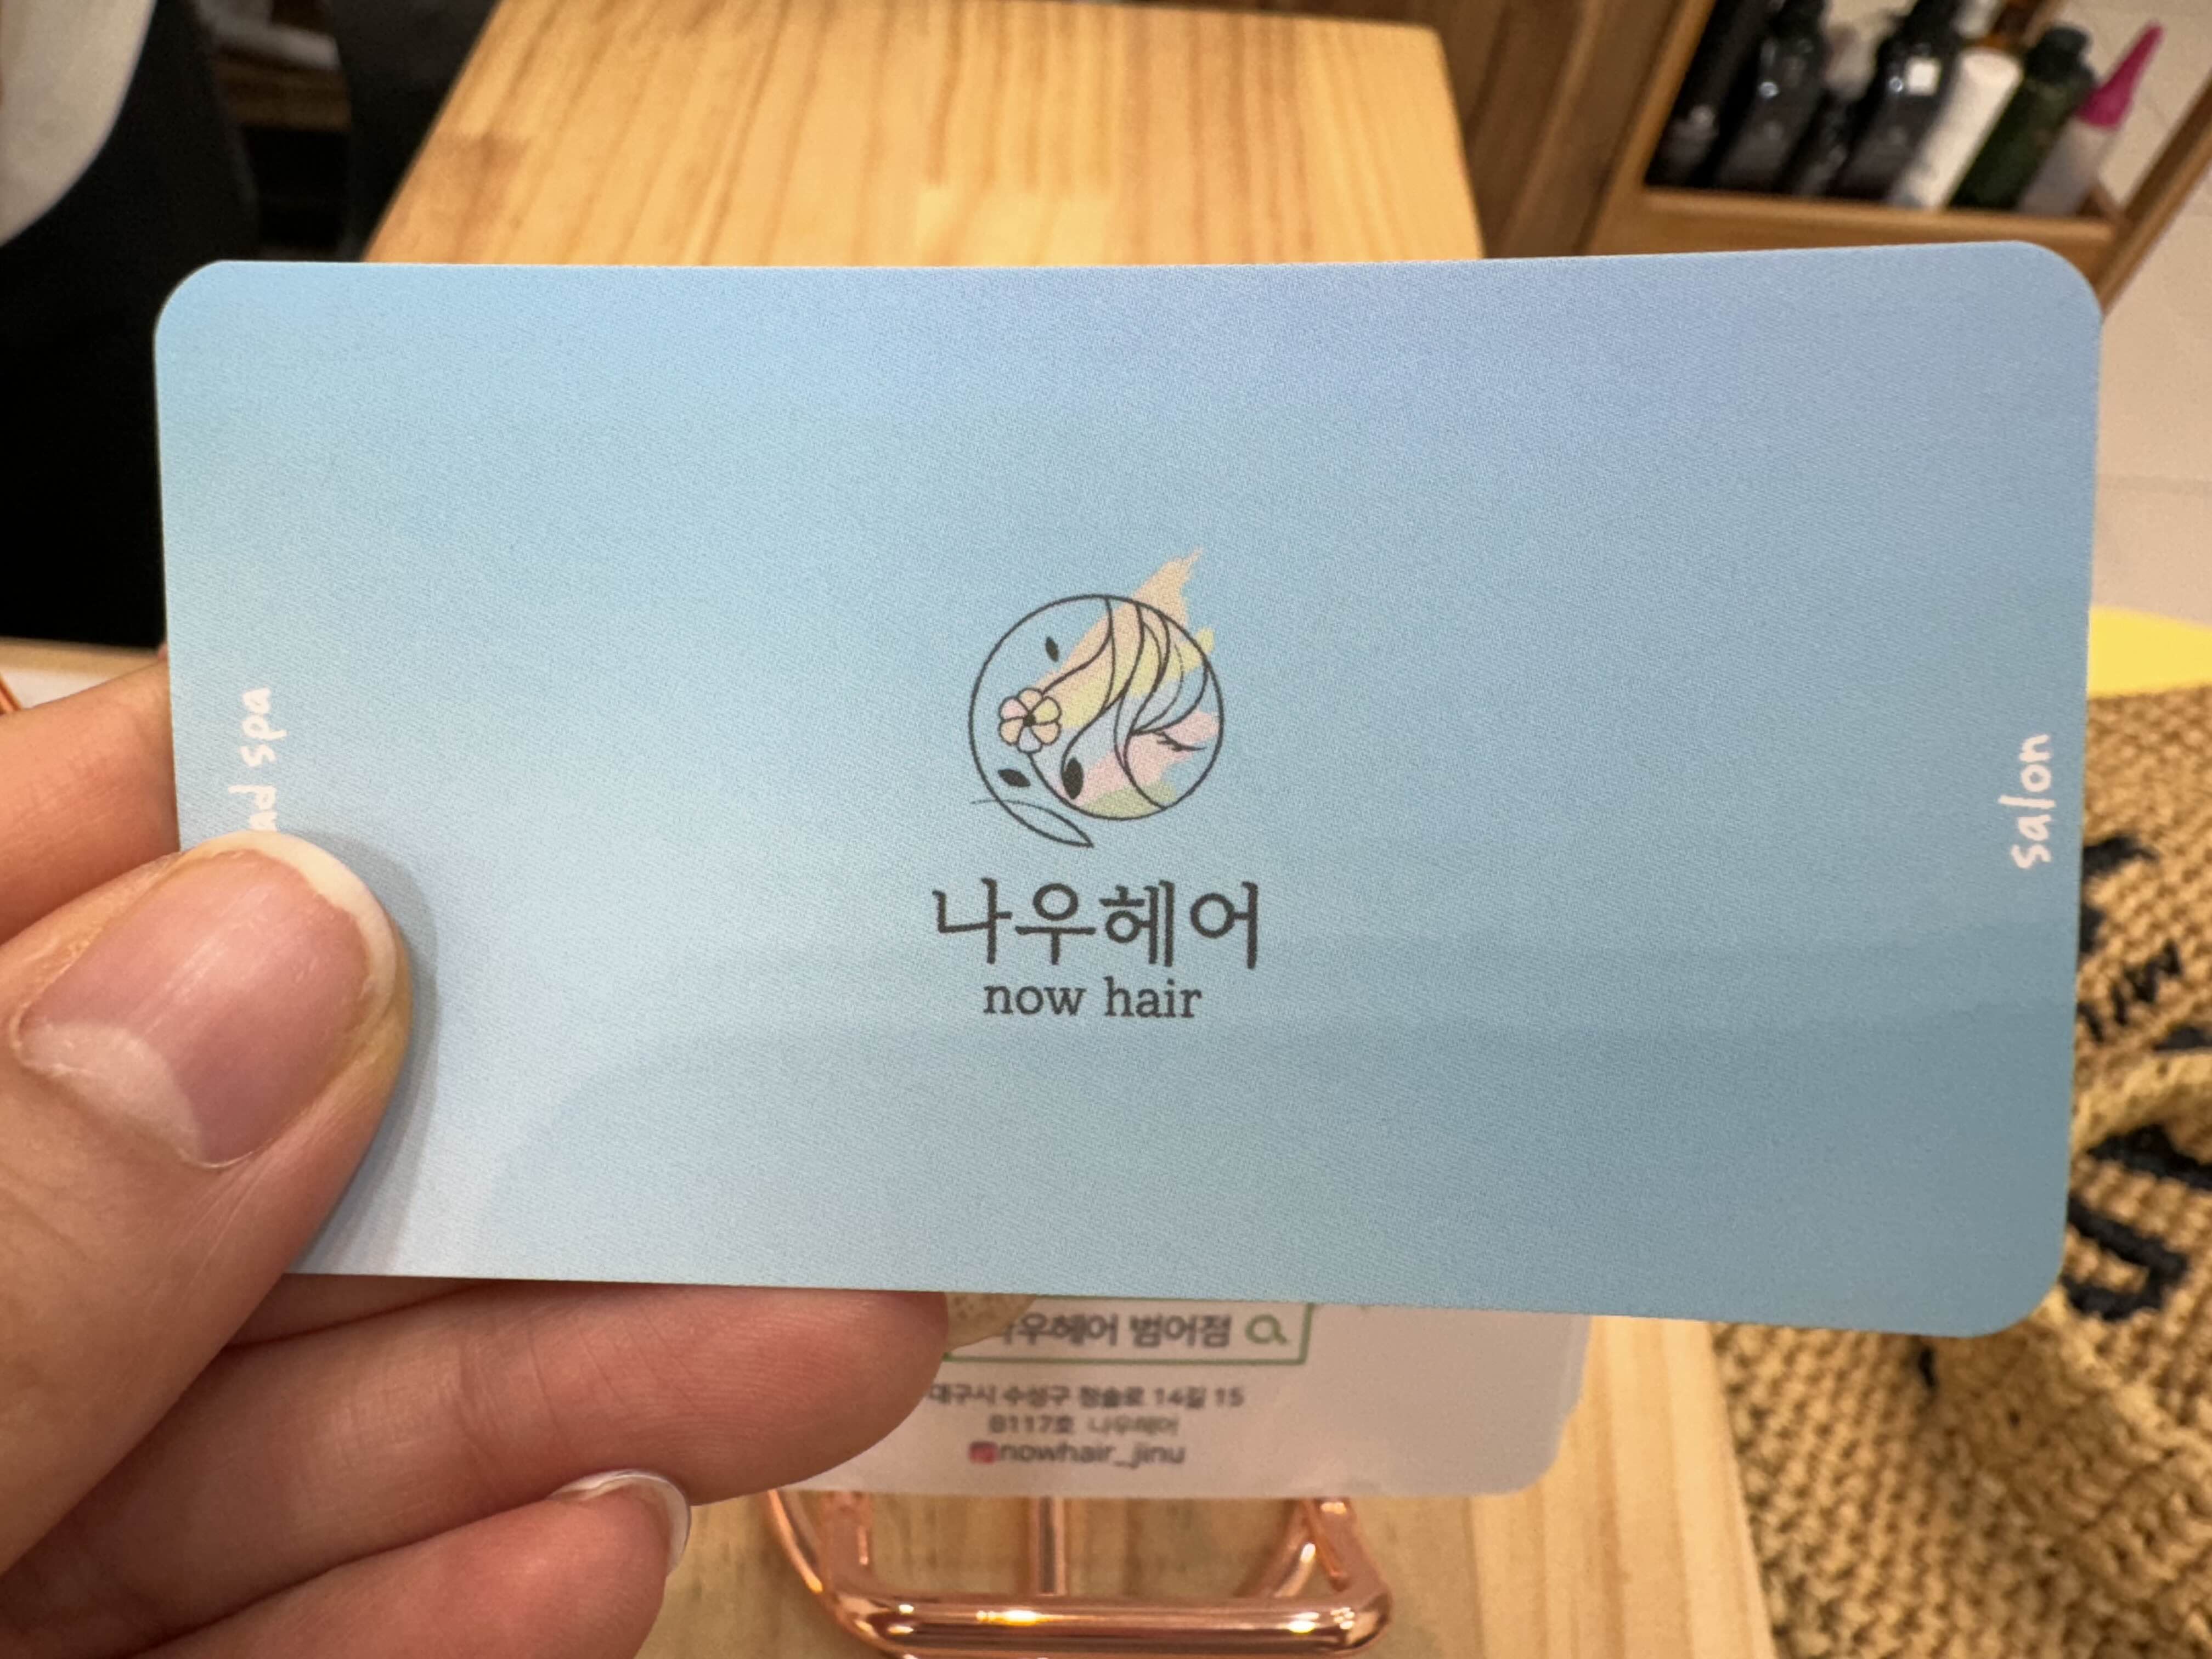 ad spa
salon
나우헤어
now hair
우헤어 범어점
대구시 수성구 청솔로 14길 15
B117호 나우헤어
nowhair_jinu